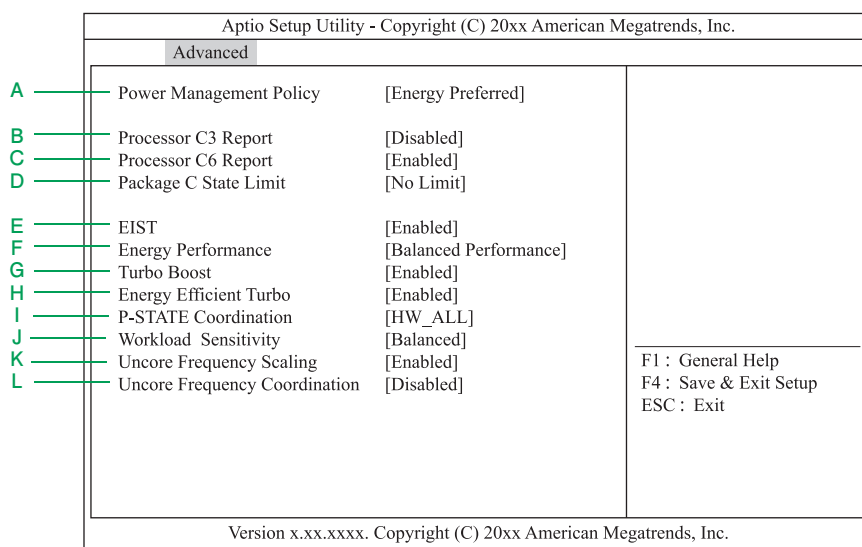 Aptio Setup Utility - Copyright (C) 20xx American Megatrends, Inc.
Advanced
A Power Management Policy [Energy Preferred]
B Processor C3 Report [Disabled]
C Processor C6 Report [Enabled]
D Package C State Limit [No Limit]
E EIST [Enabled]
F Energy Performance [Balanced Performance]
G Turbo Boost [Enabled]
H Energy Efficient Turbo [Enabled]
I P-STATE Coordination [HW_ALL]
J Workload Sensitivity [Balanced]
K Uncore Frequency Scaling [Enabled]
L Uncore Frequency Coordination [Disabled]
F1 : General Help
F4 : Save & Exit Setup
ESC : Exit
Version x.xx.xxxx. Copyright (C) 20xx American Megatrends, Inc.